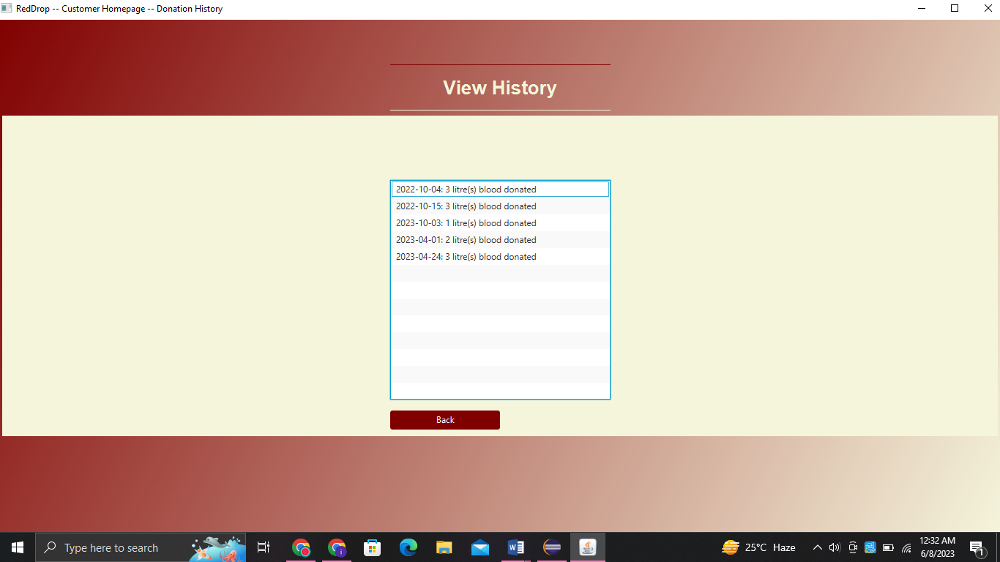 RedDrop -- Customer Homepage -- Donation History
View History
2022-10-04: 3 litre(s) blood donated
2022-10-15: 3 litre(s) blood donated
2023-10-03: 1 litre(s) blood donated
2023-04-01: 2 litre(s) blood donated
2023-04-24: 3 litre(s) blood donated
Back
Type here to search
25°C Haze
12:32 AM
6/8/2023
1